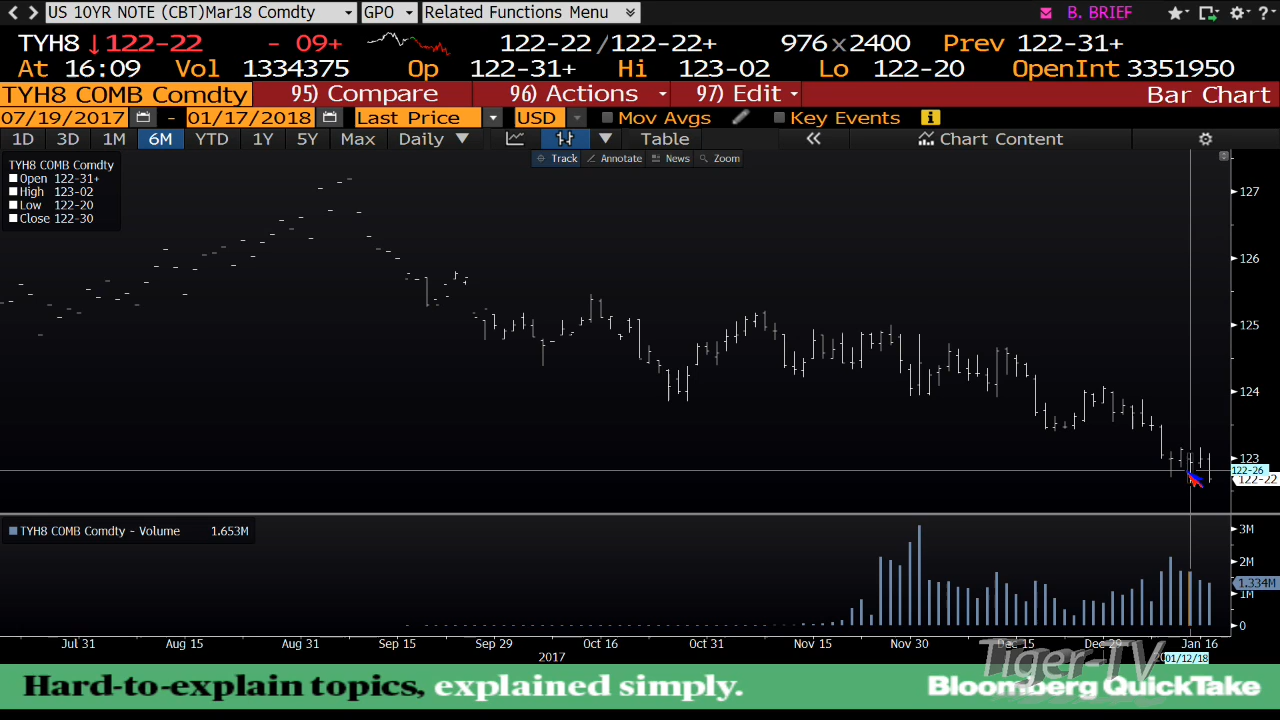 US 10YR NOTE (CBT)Mar18 Comdty GPO Related Functions Menu B. BRIEF
TYH8 ↓122-22 - 09+ 122-22 /122-22+ 976x2400 Prev 122-31+
At 16:09 Vol 1334375 Op 122-31+ Hi 123-02 Lo 122-20 OpenInt 3351950
TYH8 COMB Comdty 95) Compare 96) Actions 97) Edit Bar Chart
07/19/2017 - 01/17/2018 Last Price USD Mov Avgs Key Events
1D 3D 1M 6M YTD 1Y 5Y Max Daily Table Chart Content
Track Annotate News Zoom
TYH8 COMB Comdty
Open 122-31+
High 123-02
Low 122-20
Close 122-30
127
126
125
124
123
122-26
122-22
TYH8 COMB Comdty - Volume 1.653M
3M
2M
1.334M
1M
0
Jul 31 Aug 15 Aug 31 Sep 15 Sep 29 Oct 16 Oct 31 Nov 15 Nov 30 Dec 15 Dec 29 Jan 16
2017
01/12/18
Tiger-TV
Hard-to-explain topics, explained simply.
Bloomberg QuickTake